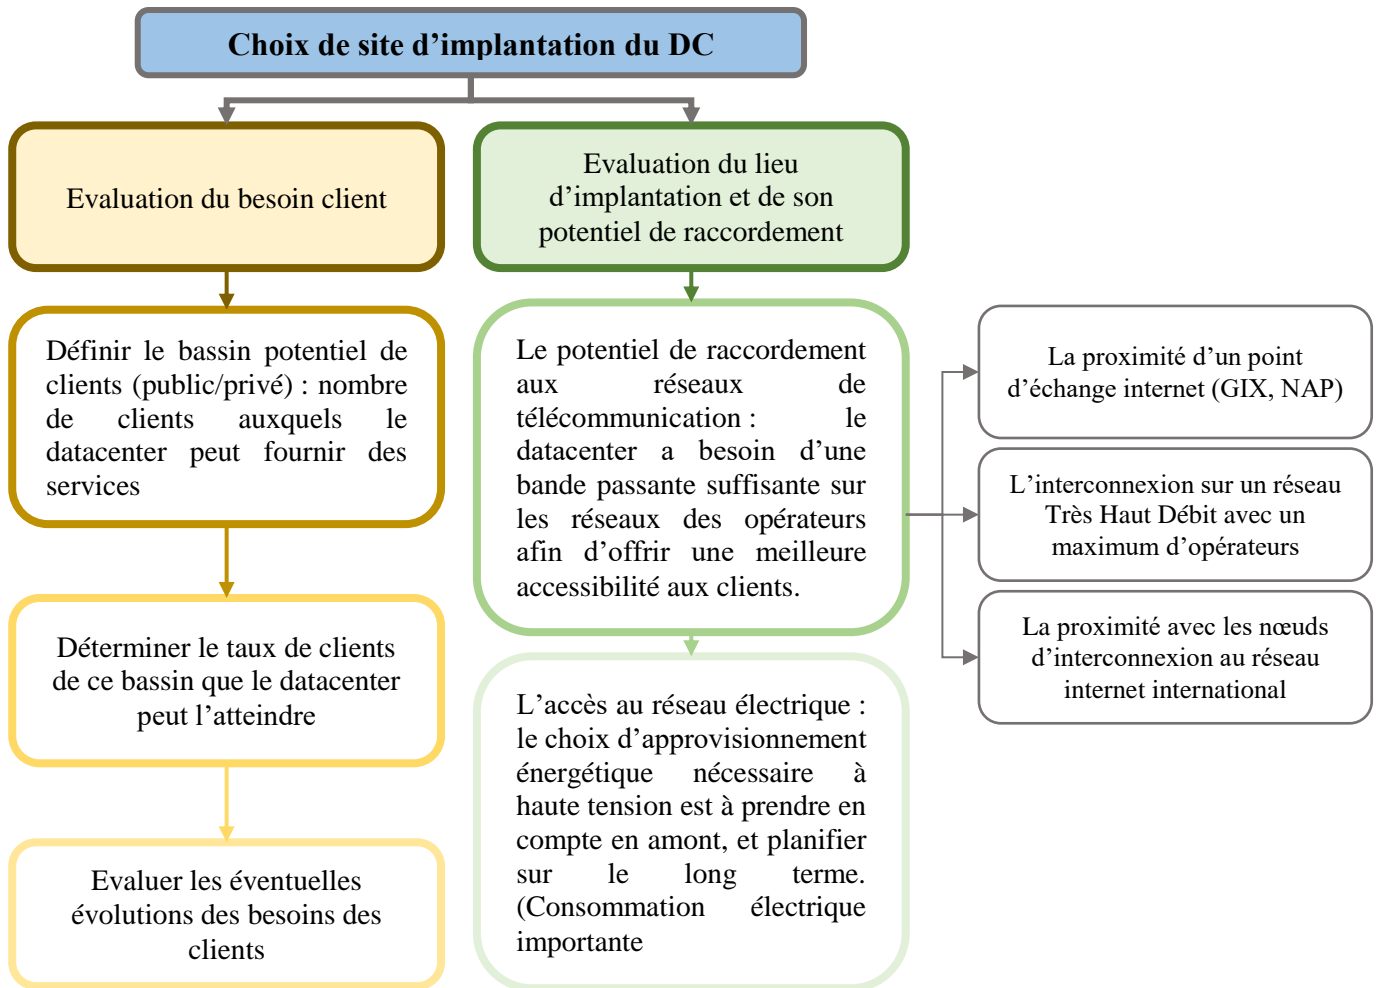 Choix de site d’implantation du DC
Evaluation du besoin client
Evaluation du lieu
d’implantation et de son
potentiel de raccordement
Définir le bassin potentiel de
clients (public/privé) : nombre
de clients auxquels le
datacenter peut fournir des
services
Déterminer le taux de clients
de ce bassin que le datacenter
peut l’atteindre
Evaluer les éventuelles
évolutions des besoins des
clients
Le potentiel de raccordement
aux réseaux de
télécommunication : le
datacenter a besoin d’une
bande passante suffisante sur
les réseaux des opérateurs
afin d’offrir une meilleure
accessibilité aux clients.
L’accès au réseau électrique :
le choix d’approvisionnement
énergétique nécessaire à
haute tension est à prendre en
compte en amont, et planifier
sur le long terme.
(Consommation électrique
importante
La proximité d’un point
d’échange internet (GIX, NAP)
L’interconnexion sur un réseau
Très Haut Débit avec un
maximum d’opérateurs
La proximité avec les nœuds
d’interconnexion au réseau
internet international